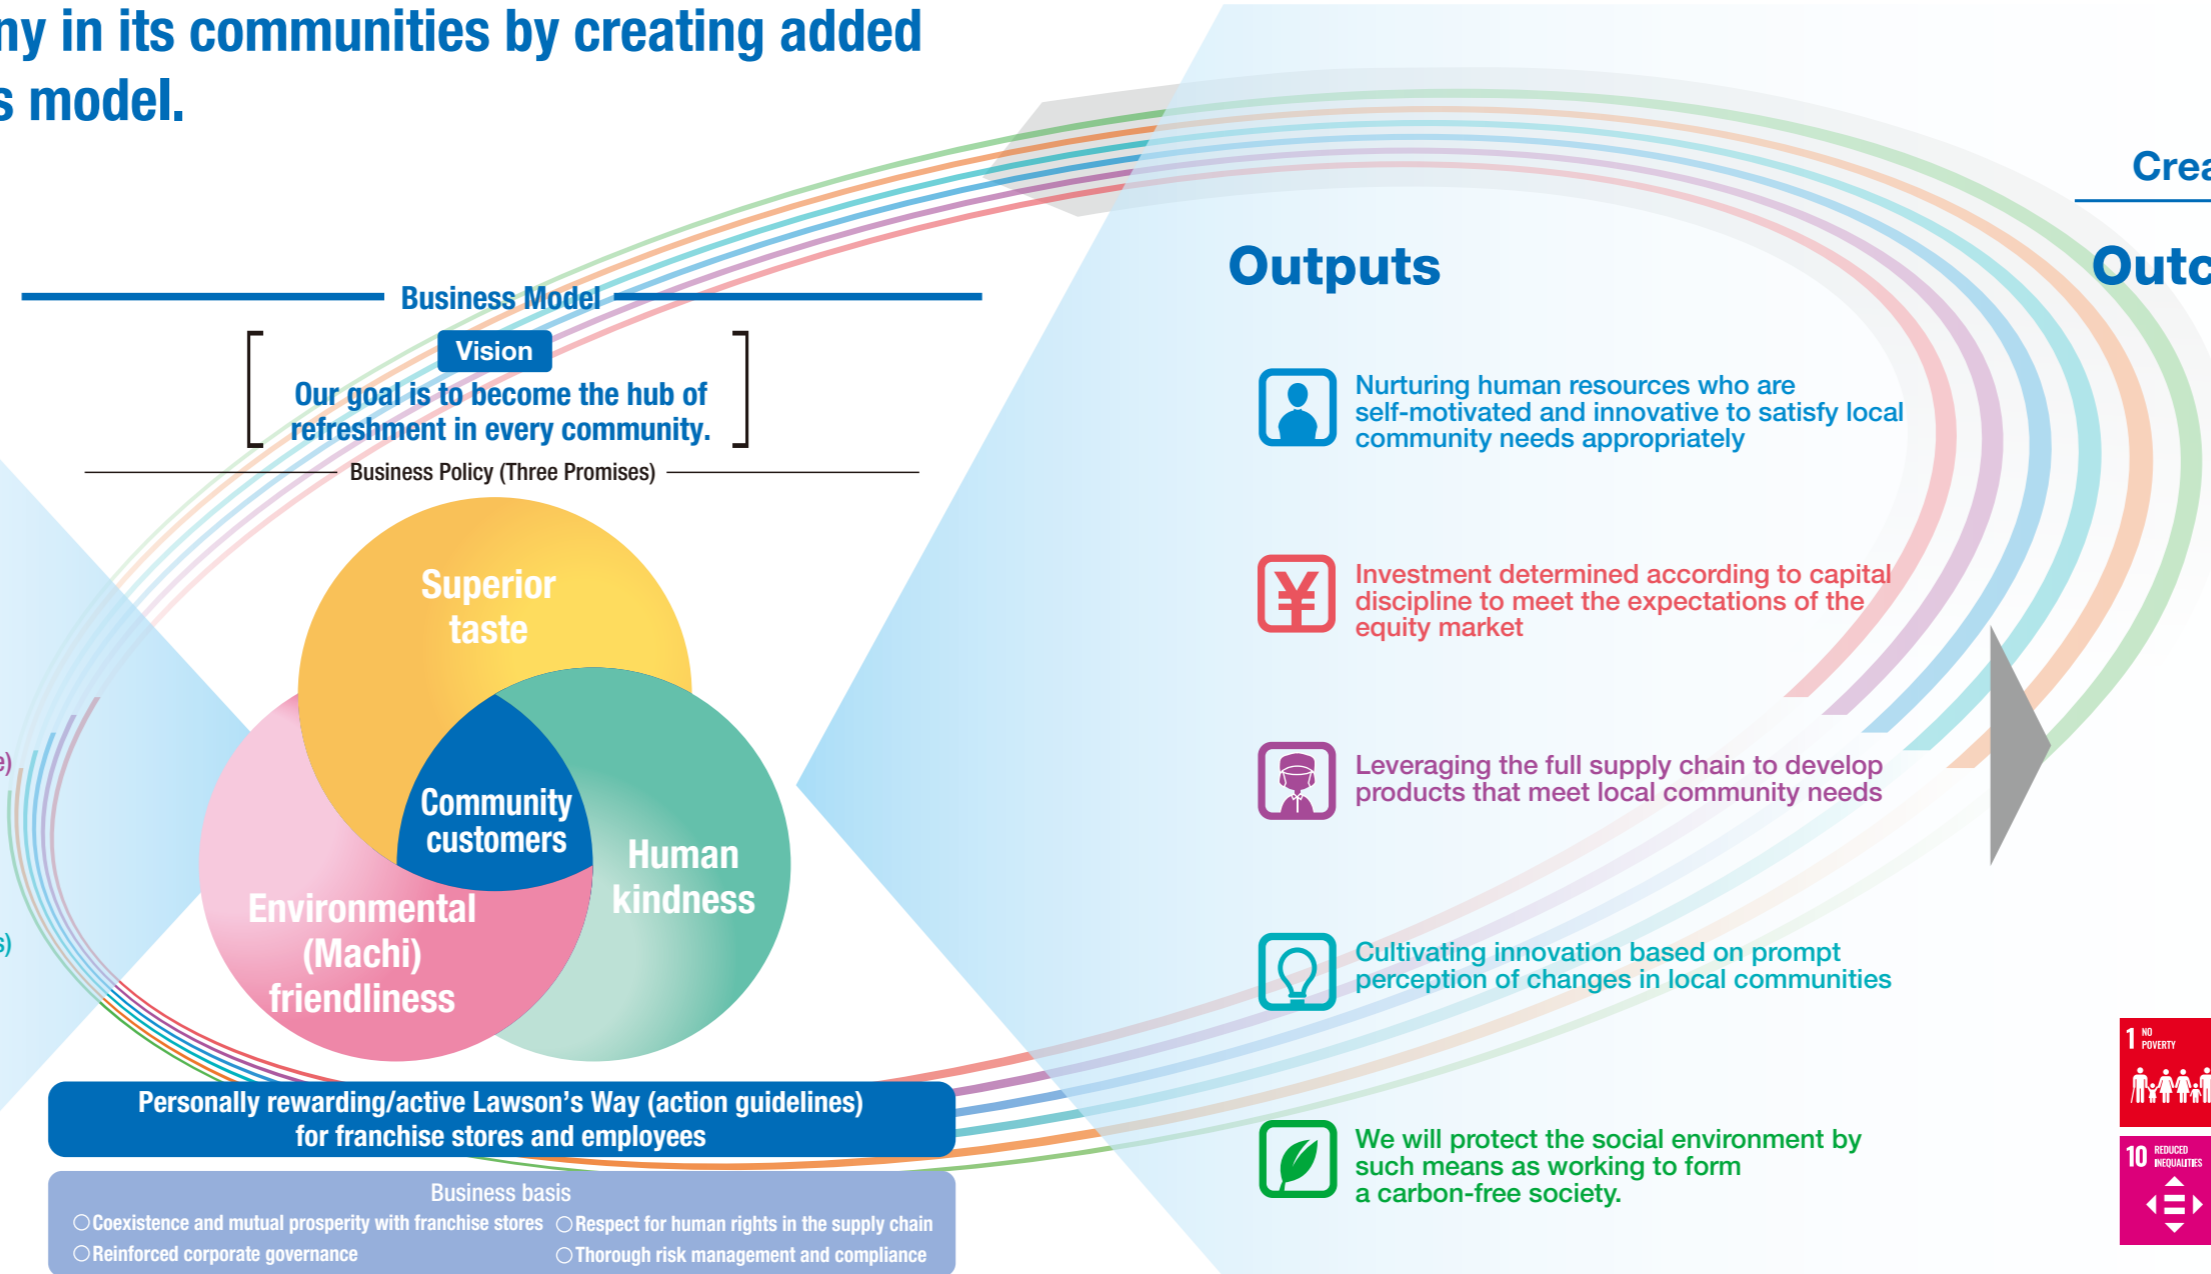 in its communities by creating added
model.
Business Model
Vision
Our goal is to become the hub of
refreshment in every community.
Business Policy (Three Promises)
Superior
taste
Community
customers
Human
kindness
Environmental
(Machi)
friendliness
Personally rewarding/active Lawson's Way (action guidelines)
for franchise stores and employees
Business basis
○Coexistence and mutual prosperity with franchise stores ○Respect for human rights in the supply chain
○Reinforced corporate governance ○Thorough risk management and compliance
Outputs
Nurturing human resources who are
self-motivated and innovative to satisfy local
community needs appropriately
¥
Investment determined according to capital
discipline to meet the expectations of the
equity market
Leveraging the full supply chain to develop
products that meet local community needs
Cultivating innovation based on prompt
perception of changes in local communities
We will protect the social environment by
such means as working to form
a carbon-free society.
1 NO
POVERTY
10 REDUCED
INEQUALITIES